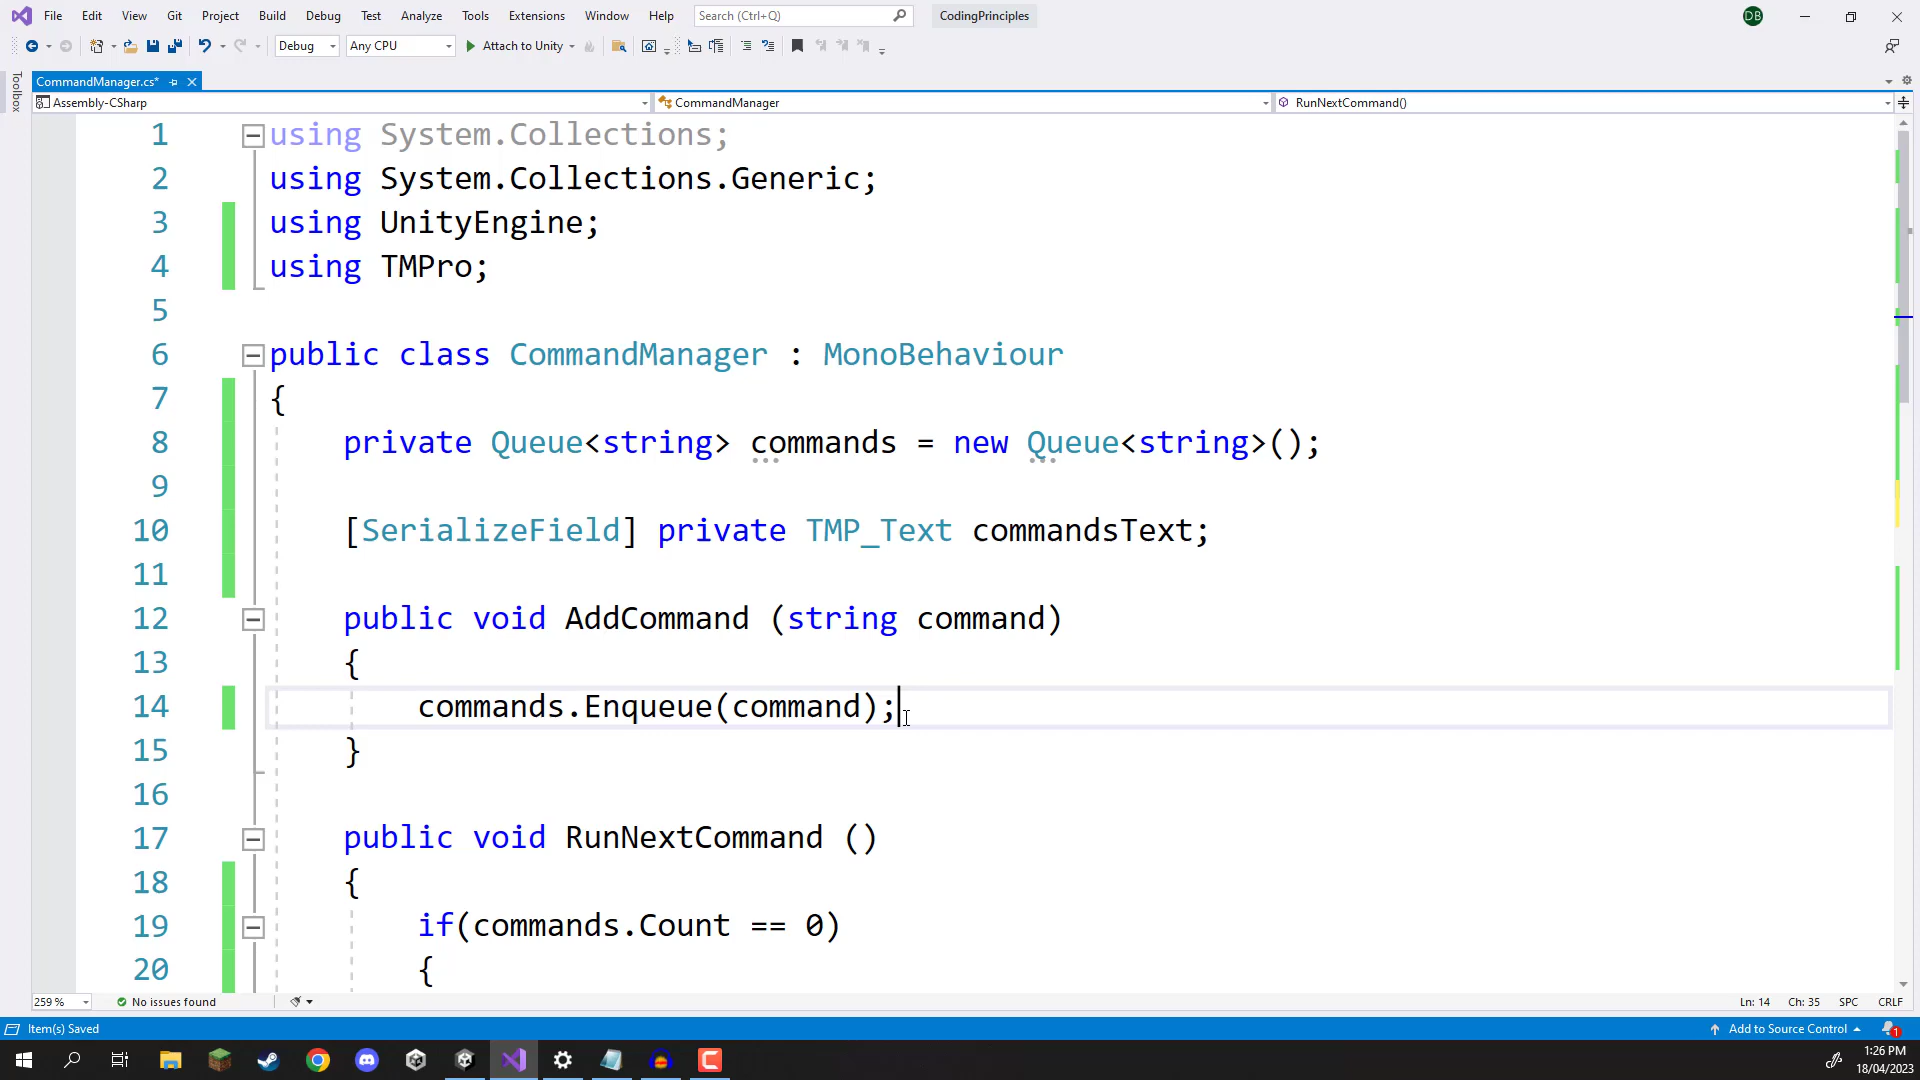 File Edit View Git Project Build Debug Test Analyze Tools Extensions Window Help Search (Ctrl+Q) CodingPrinciples DB
Debug Any CPU Attach to Unity
Toolbox
CommandManager.cs*
Assembly-CSharp CommandManager RunNextCommand()
1 using System.Collections;
2 using System.Collections.Generic;
3 using UnityEngine;
4 using TMPro;
5
6 public class CommandManager : MonoBehaviour
7 {
8 private Queue<string> commands = new Queue<string>();
9
10 [SerializeField] private TMP_Text commandsText;
11
12 public void AddCommand (string command)
13 {
14 commands.Enqueue(command);
15 }
16
17 public void RunNextCommand ()
18 {
19 if(commands.Count == 0)
20 {
259 % No issues found Ln: 14 Ch: 35 SPC CRLF
Item(s) Saved Add to Source Control 1
1:26 PM
18/04/2023